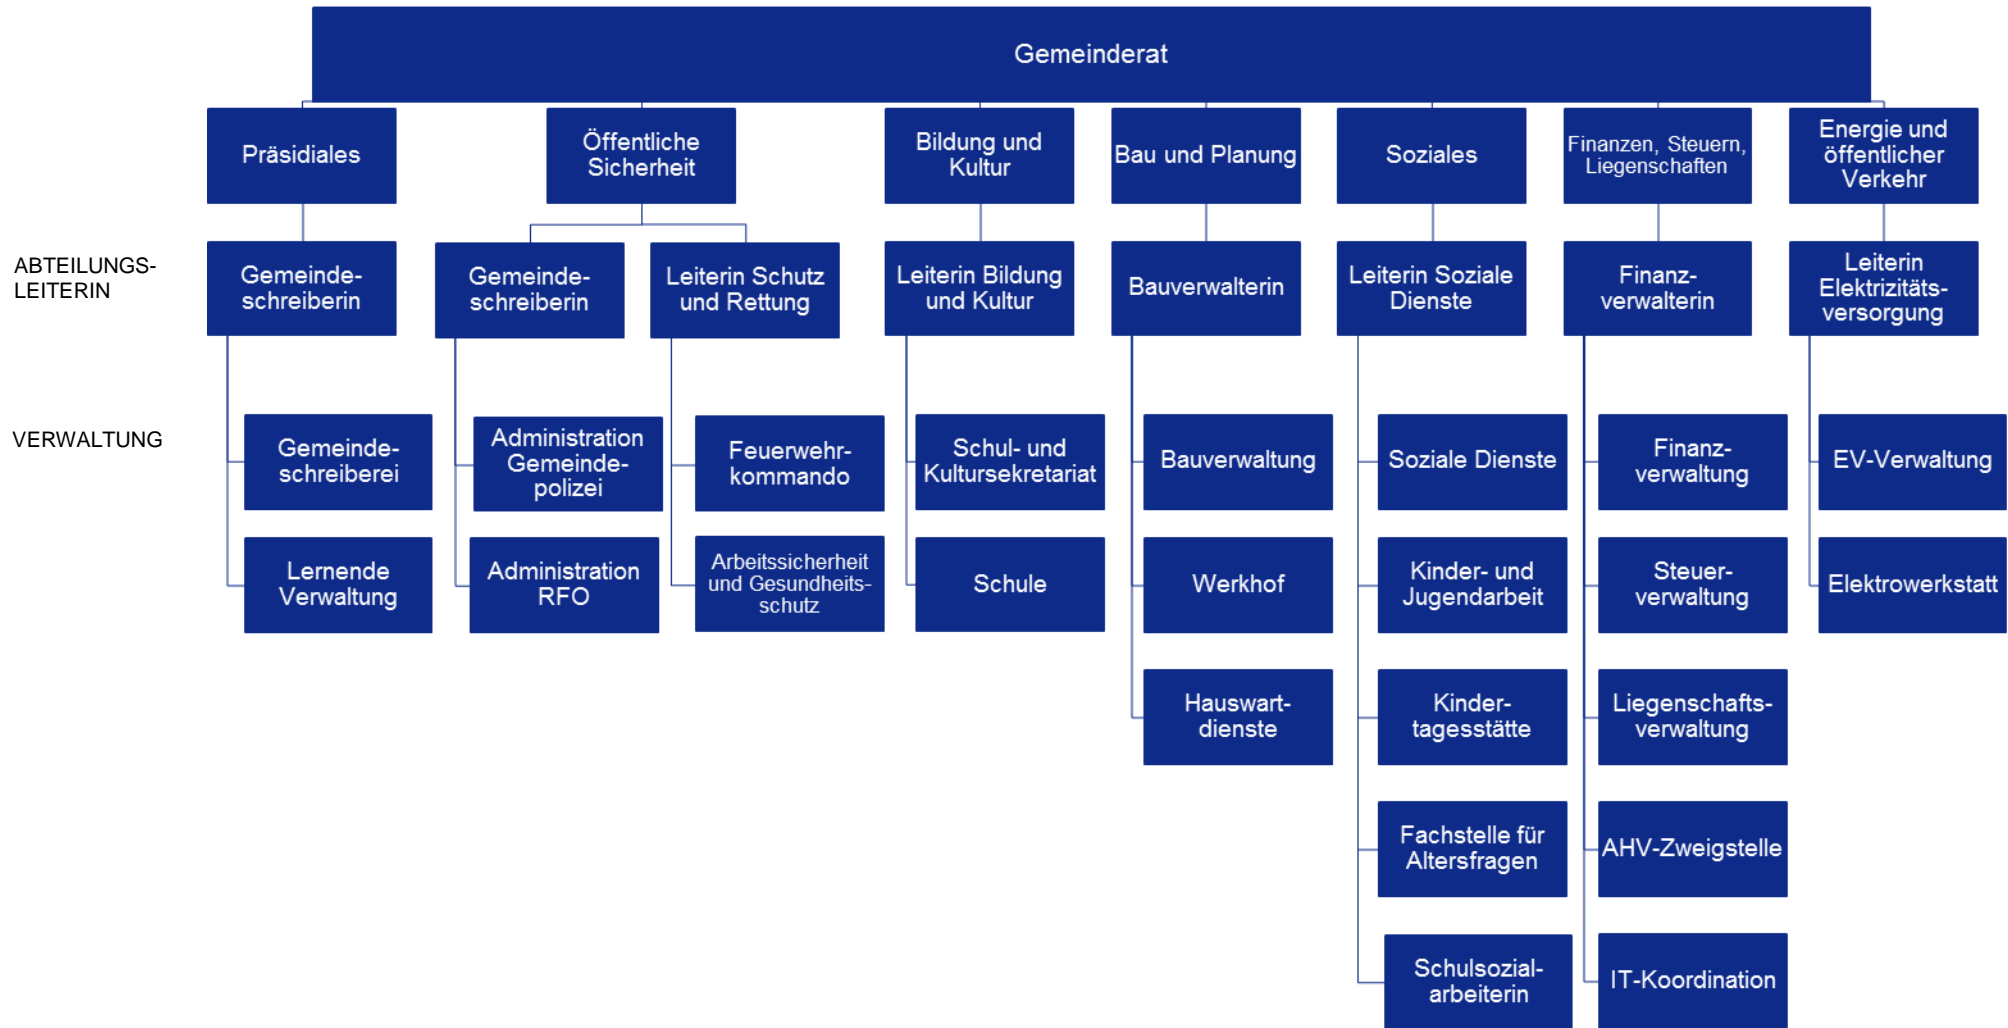 Gemeinderat
Präsidiales
Öffentliche
Sicherheit
Bildung und
Kultur
Bau und Planung
Soziales
Finanzen, Steuern,
Liegenschaften
Energie und
öffentlicher
Verkehr
ABTEILUNGS-
LEITERIN
Gemeinde-
schreiberin
Gemeinde-
schreiberin
Leiterin Schutz
und Rettung
Leiterin Bildung
und Kultur
Bauverwalterin
Leiterin Soziale
Dienste
Finanz-
verwalterin
Leiterin
Elektrizitäts-
versorgung
VERWALTUNG
Gemeinde-
schreiberei
Administration
Gemeinde-
polizei
Feuerwehr-
kommando
Schul- und
Kultursekretariat
Bauverwaltung
Soziale Dienste
Finanz-
verwaltung
EV-Verwaltung
Lernende
Verwaltung
Administration
RFO
Arbeitssicherheit
und Gesundheits-
schutz
Schule
Werkhof
Kinder- und
Jugendarbeit
Steuer-
verwaltung
Elektrowerkstatt
Hauswart-
dienste
Kinder-
tagesstätte
Liegenschafts-
verwaltung
Fachstelle für
Altersfragen
AHV-Zweigstelle
Schulsozial-
arbeiterin
IT-Koordination